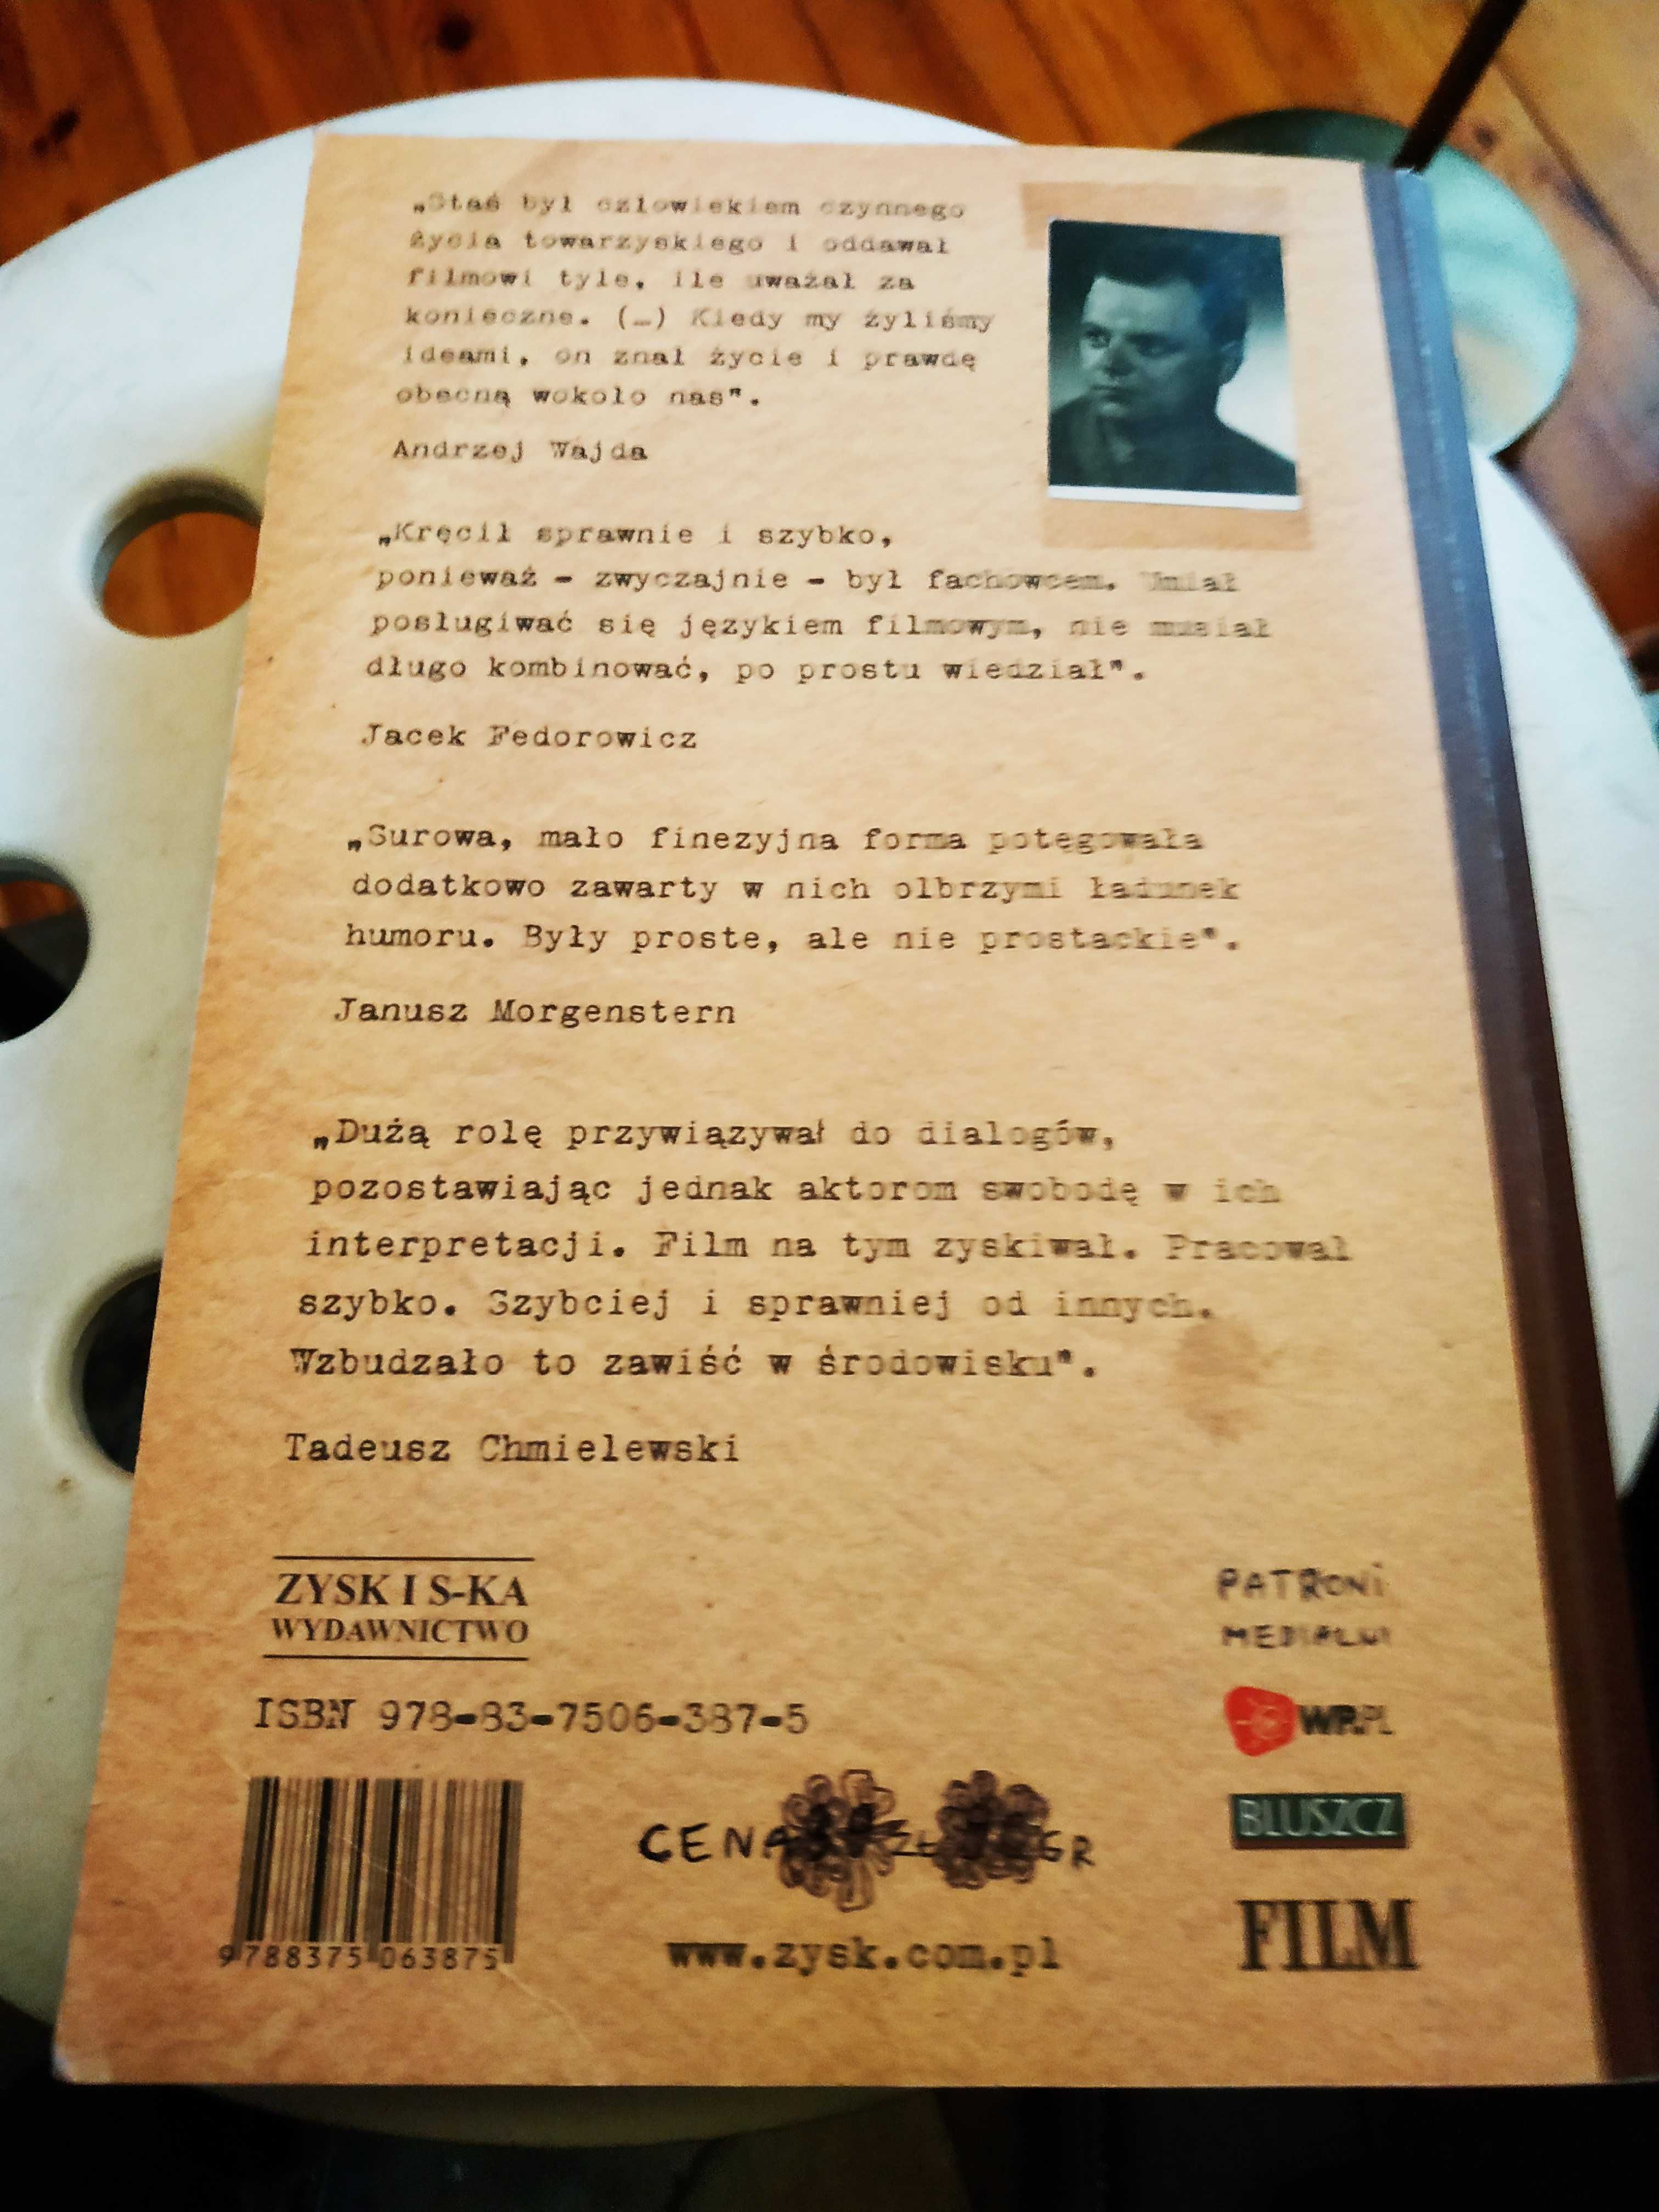 „Staś był człowiekiem czynnego
życia towarzyskiego i oddawał
filmowi tyle, ile uważał za
konieczne. (…) Kiedy my żyliśmy
ideami, on znał życie i prawdę
obecną wokoło nas”.
Andrzej Wajda
„Kręcił sprawnie i szybko,
ponieważ – zwyczajnie – był fachowcem. Umiał
posługiwać się językiem filmowym, nie musiał
długo kombinować, po prostu wiedział”.
Jacek Fedorowicz
„Surowa, mało finezyjna forma potęgowała
dodatkowo zawarty w nich olbrzymi ładunek
humoru. Były proste, ale nie prostackie”.
Janusz Morgenstern
„Dużą rolę przywiązywał do dialogów,
pozostawiając jednak aktorom swobodę w ich
interpretacji. Film na tym zyskiwał. Pracował
szybko. Szybciej i sprawniej od innych.
Wzbudzało to zawiść w środowisku”.
Tadeusz Chmielewski
ZYSK I S-KA
WYDAWNICTWO
ISBN 978-83-7506-387-5
9 788375 063875
CENA ZŁ GR
www.zysk.com.pl
PATRONi
MEDIALNI
WP.PL
BLUSZCZ
FILM